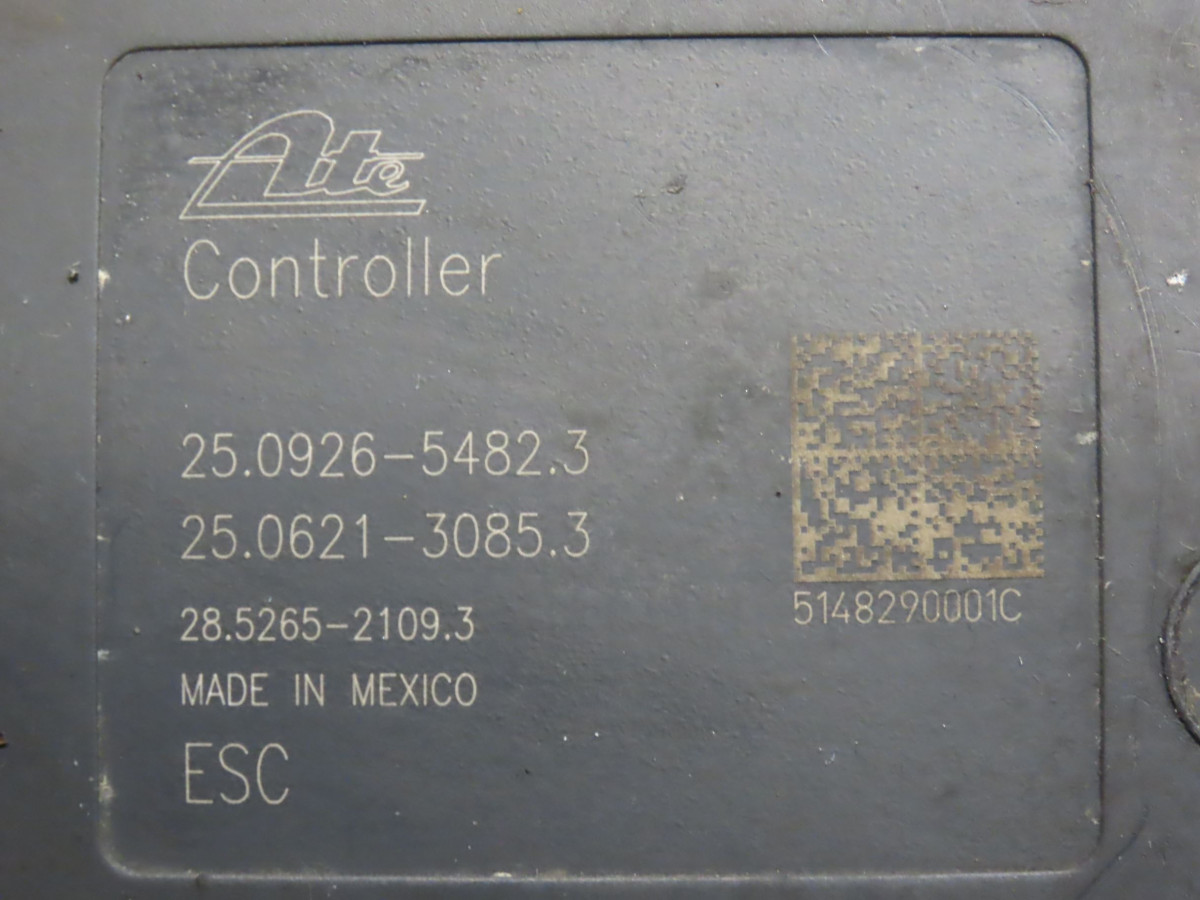 Ate
Controller
25.0926-5482.3
25.0621-3085.3
28.5265-2109.3
MADE IN MEXICO
ESC
5148290001C